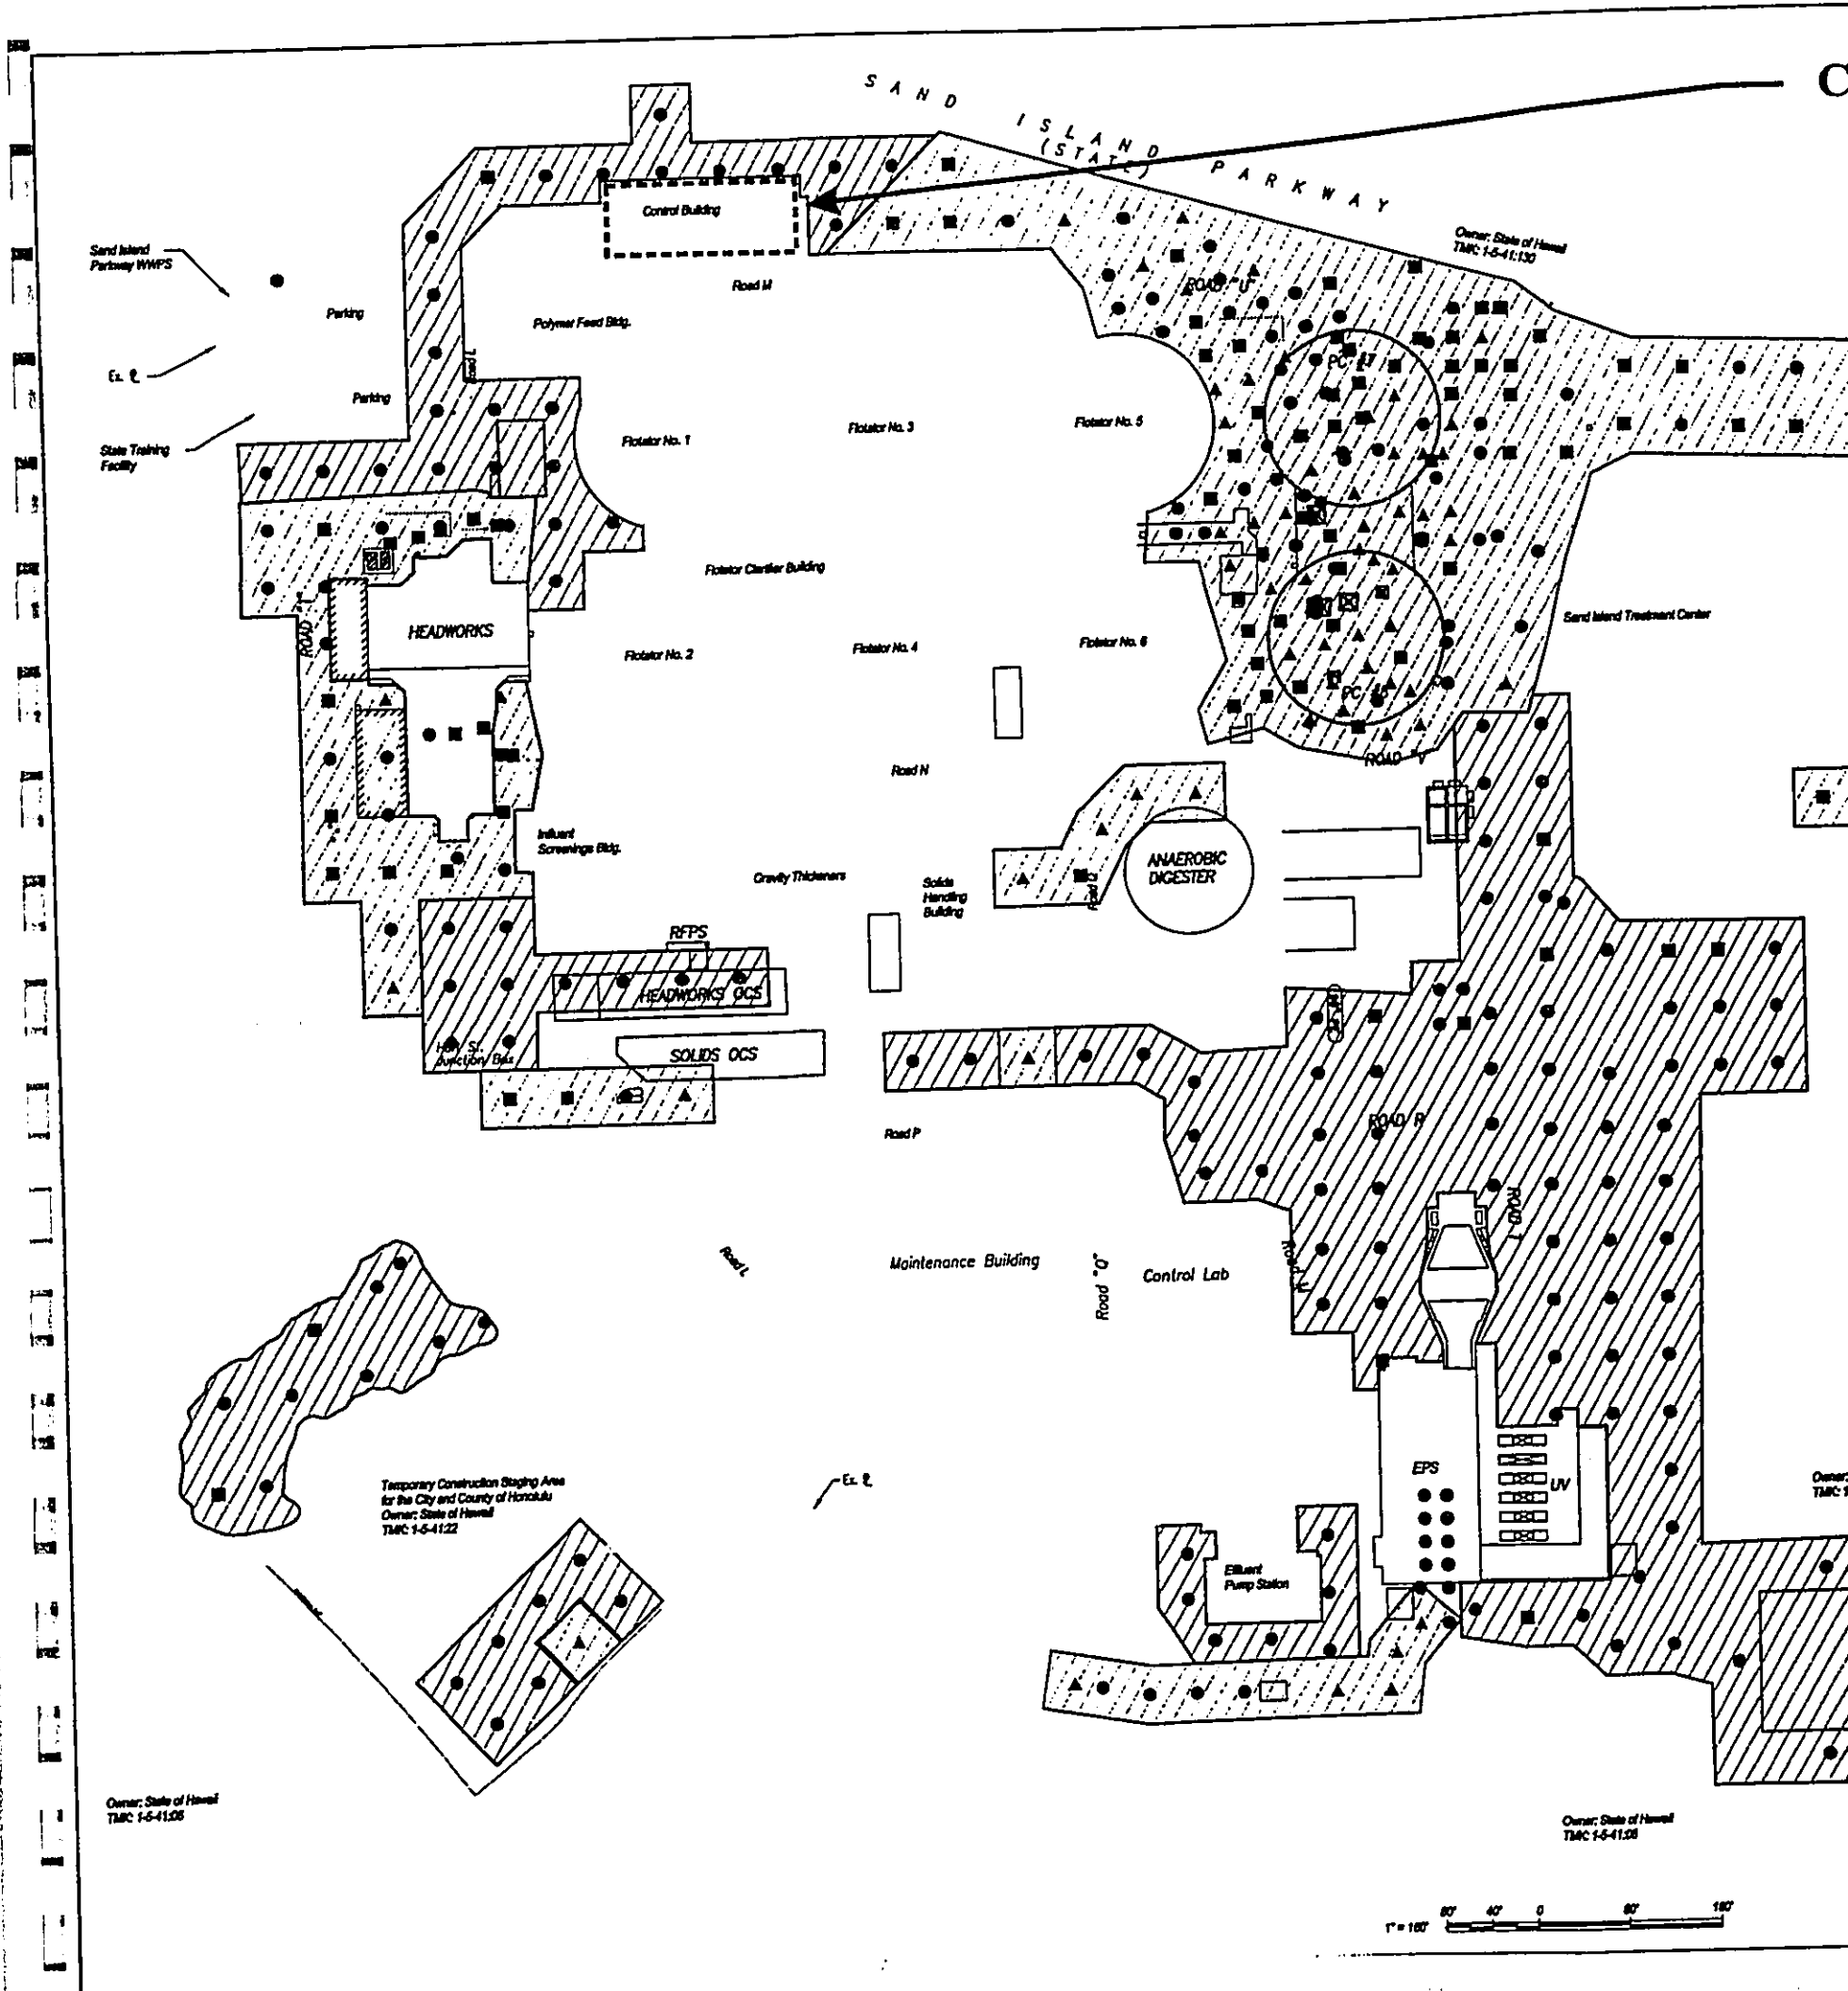 C
SAND ISLAND PARKWAY
(STATE)
Control Building
Owner: State of Hawaii
TMK: 1-5-41:130
Sand Island
Parkway WWPS
Road M
ROAD "U"
Parking
Polymer Feed Bldg.
Road L
Ex. ℄
Parking
State Training
Facility
Flotator No. 1
Flotator No. 3
Flotator No. 5
Flotator Clarifier Building
HEADWORKS
Sand Island Treatment Center
Flotator No. 2
Flotator No. 4
Flotator No. 6
Road N
Influent
Screenings Bldg.
Gravity Thickeners
Solids
Handling
Building
ANAEROBIC
DIGESTER
RFPS
HEADWORKS OCS
Hart St.
Junction Box
SOLIDS OCS
Road P
ROAD R
ROAD T
Road L
Maintenance Building
Road "D"
Control Lab
Temporary Construction Staging Area
for the City and County of Honolulu
Owner: State of Hawaii
TMK: 1-5-41:22
Ex. ℄
EPS
UV
Owner:
Effluent
Pump Station
Owner: State of Hawaii
TMK: 1-5-41:05
Owner: State of Hawaii
TMK: 1-5-41:05
1" = 160'
80' 40' 0 80' 160'